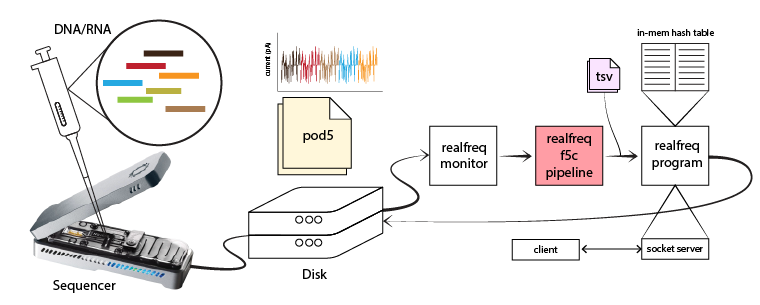 DNA/RNA
current (pA)
pod5
Sequencer
Disk
realfreq
monitor
realfreq
f5c
pipeline
tsv
in-mem hash table
realfreq
program
client
socket server